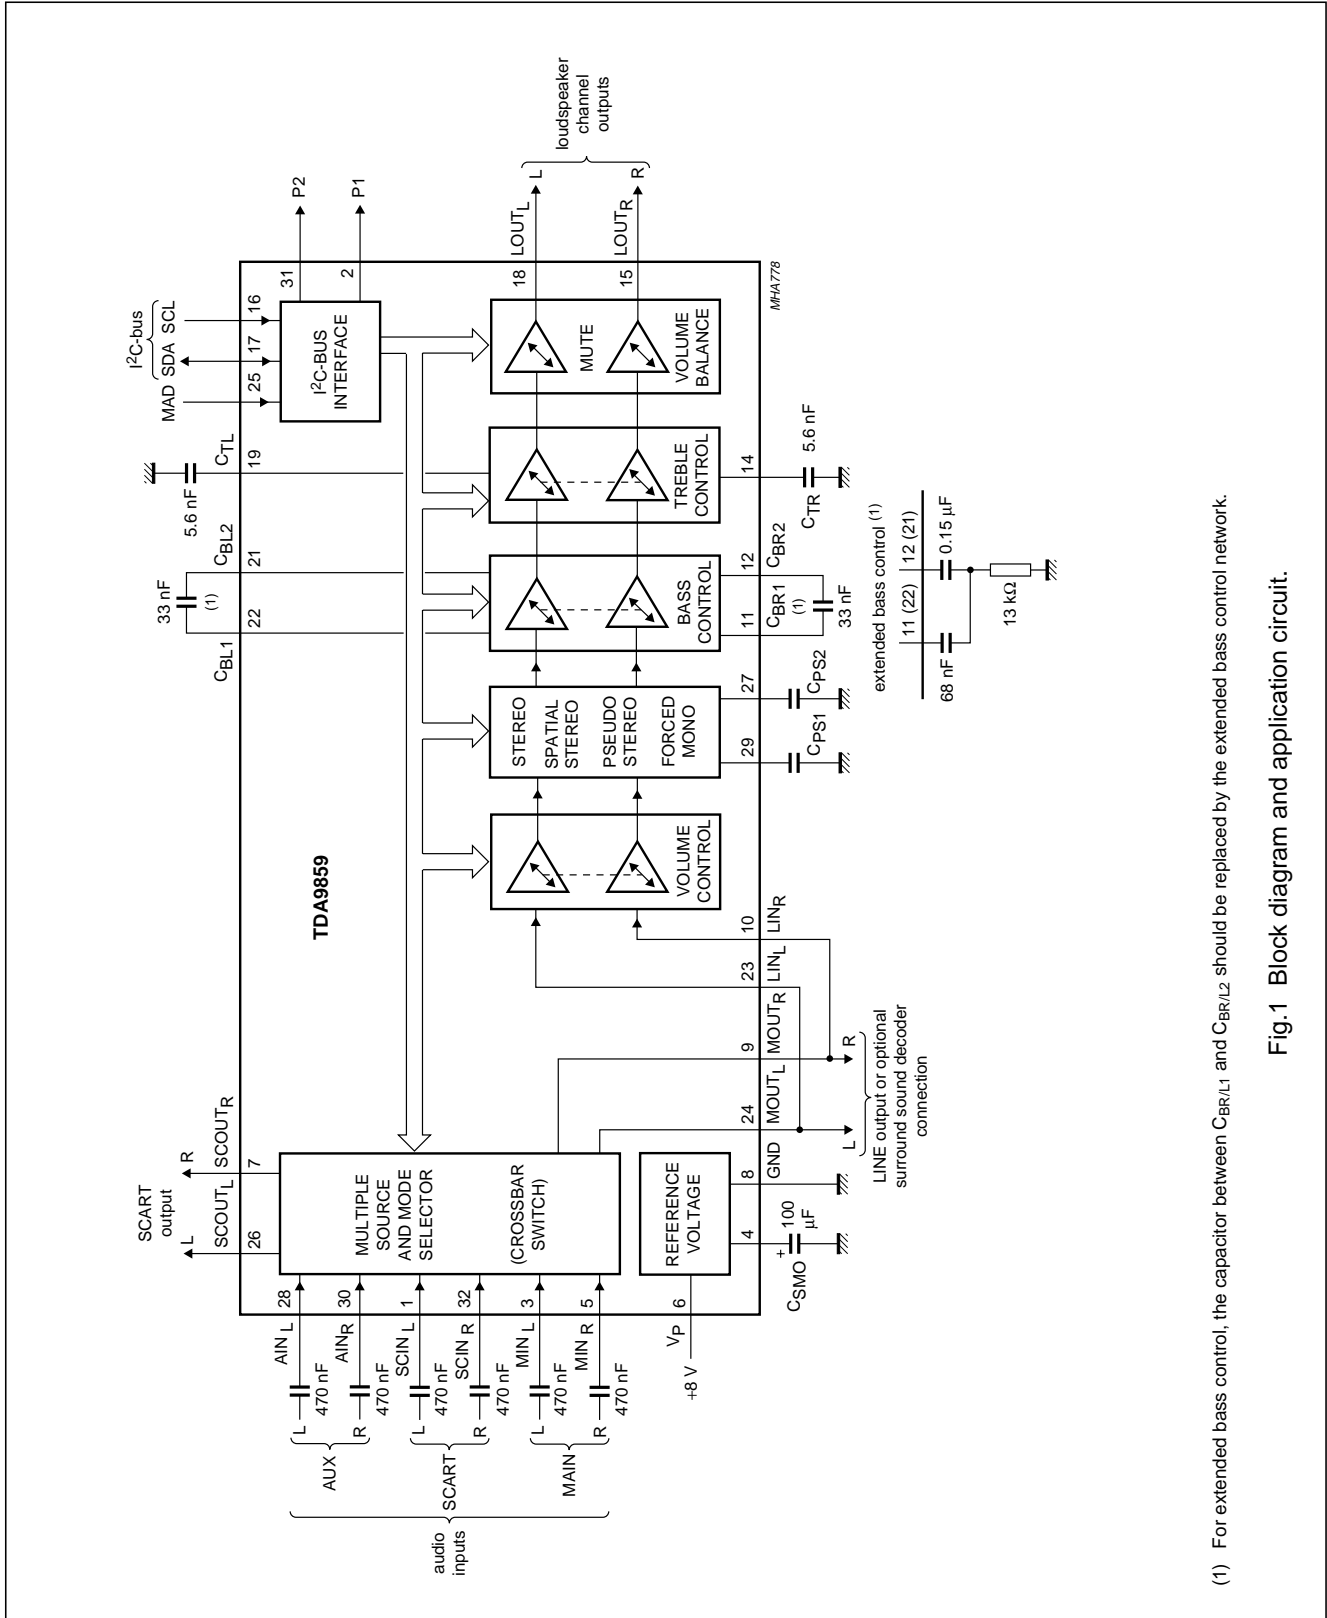 TDA9859
SCART
output
L
R
SCOUTL
SCOUTR
26
7
I2C-bus
MAD
SDA
SCL
25
17
16
I2C-BUS
INTERFACE
31
P2
2
P1
CBL1
22
33 nF
(1)
CBL2
21
5.6 nF
CTL
19
audio
inputs
AUX
L
470 nF
AIN L
28
R
470 nF
AINR
30
SCART
L
470 nF
SCIN L
1
R
470 nF
SCIN R
32
MAIN
L
470 nF
MIN L
3
R
470 nF
MIN R
5
MULTIPLE
SOURCE
AND MODE
SELECTOR
(CROSSBAR
SWITCH)
+8 V
VP
6
REFERENCE
VOLTAGE
4
CSMO
+
100
µF
8
GND
24
MOUTL
9
MOUTR
L
R
LINE output or optional
surround sound decoder
connection
23
LINL
10
LINR
VOLUME
CONTROL
STEREO
SPATIAL
STEREO
PSEUDO
STEREO
FORCED
MONO
29
CPS1
27
CPS2
BASS
CONTROL
11
CBR1
(1)
33 nF
12
CBR2
TREBLE
CONTROL
14
CTR
5.6 nF
MUTE
VOLUME
BALANCE
18
LOUTL
L
15
LOUTR
R
loudspeaker
channel
outputs
MHA778
extended bass control (1)
11 (22)
12 (21)
68 nF
0.15 µF
13 kΩ
(1) For extended bass control, the capacitor between CBR/L1 and CBR/L2 should be replaced by the extended bass control network.
Fig.1 Block diagram and application circuit.